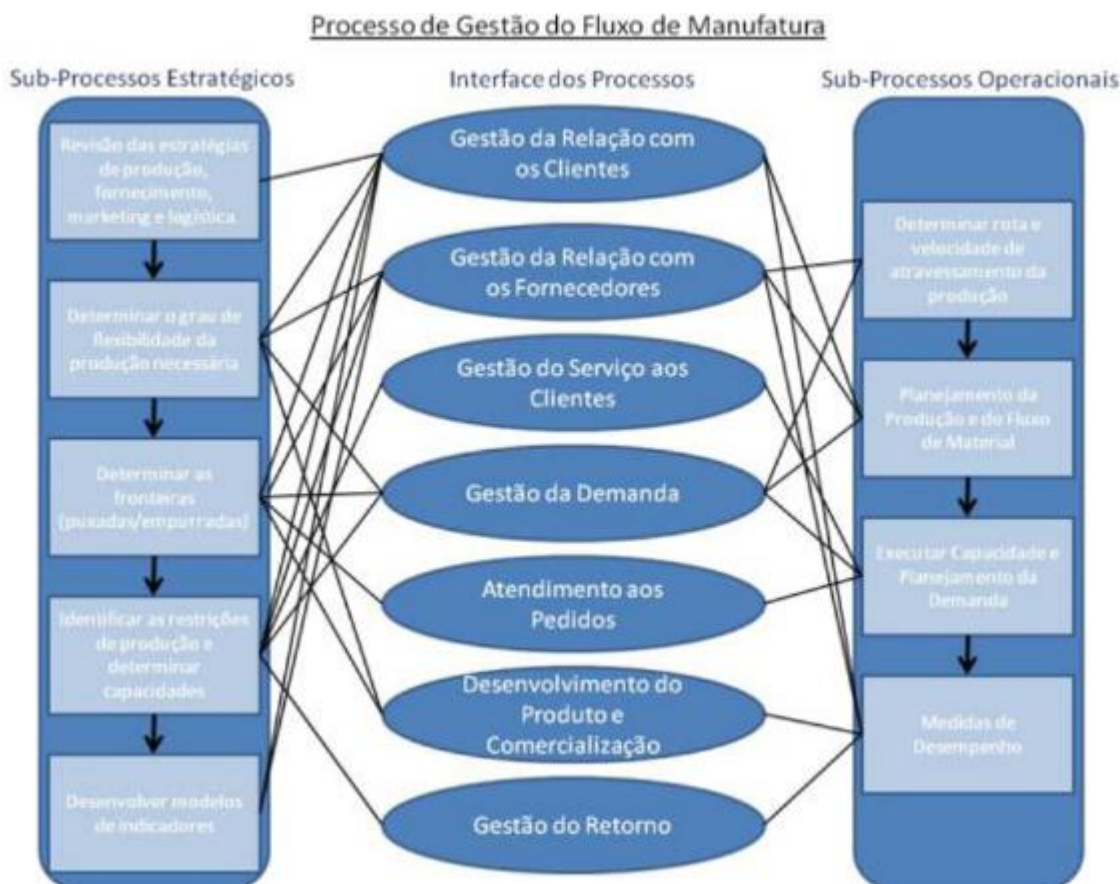 Processo de Gestão do Fluxo de Manufatura
Sub-Processos Estratégicos
Revisão das estratégias
de produção,
fornecimento,
marketing e logística.
Determinar o grau de
flexibilidade da
produção necessária
Determinar as
fronteiras
(puxadas/empurradas)
Identificar as restrições
de produção e
determinar
capacidades
Desenvolver modelos
de indicadores
Interface dos Processos
Gestão da Relação com
os Clientes
Gestão da Relação com
os Fornecedores
Gestão do Serviço aos
Clientes
Gestão da Demanda
Atendimento aos
Pedidos
Desenvolvimento do
Produto e
Comercialização
Gestão do Retorno
Sub-Processos Operacionais
Determinar rota e
velocidade de
atravessamento da
produção
Planejamento da
Produção e do Fluxo
de Material
Executar Capacidade e
Planejamento da
Demanda
Medidas de
Desempenho